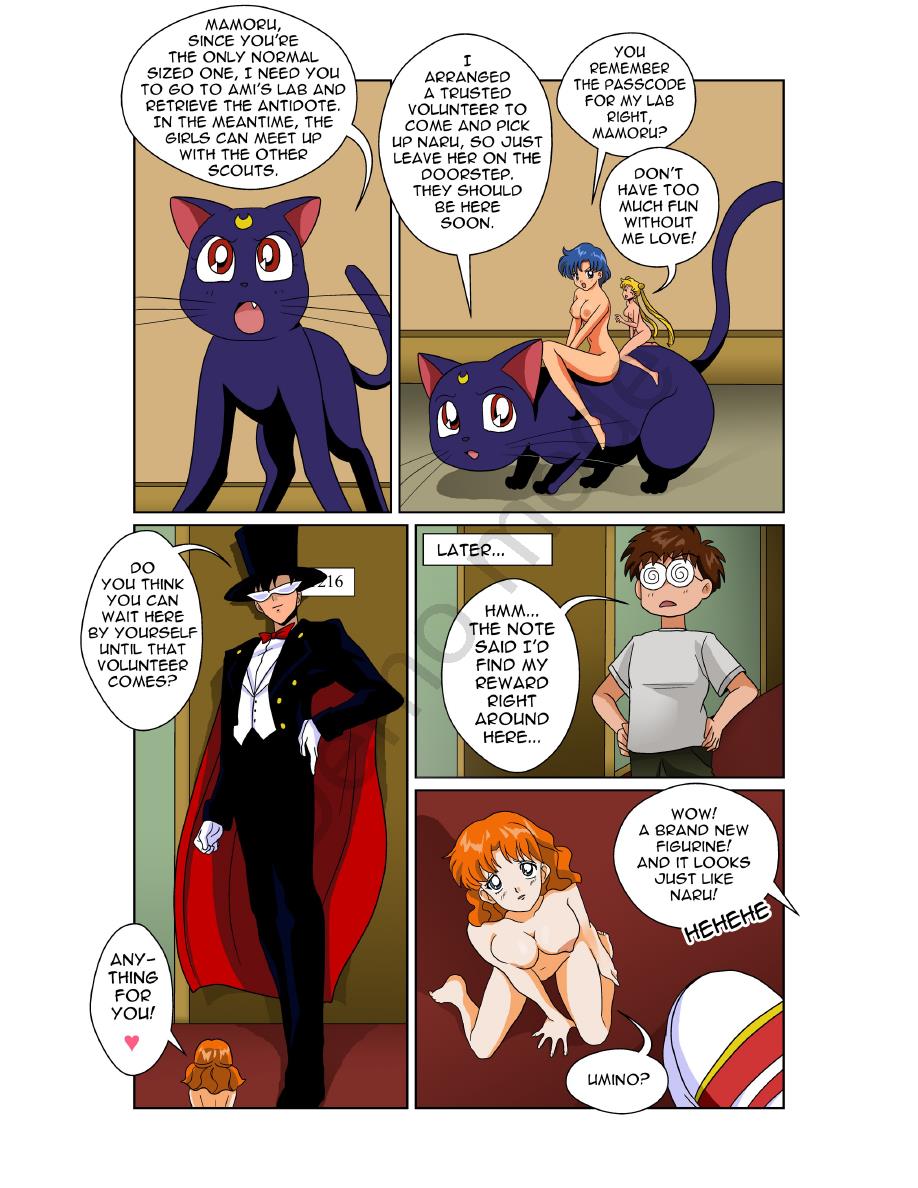 MAMORU,
SINCE YOU'RE
THE ONLY NORMAL
SIZED ONE, I NEED YOU
TO GO TO AMI'S LAB AND
RETRIEVE THE ANTIDOTE.
IN THE MEANTIME, THE
GIRLS CAN MEET UP
WITH THE OTHER
SCOUTS.
I
ARRANGED
A TRUSTED
VOLUNTEER TO
COME AND PICK
UP NARU, SO JUST
LEAVE HER ON THE
DOORSTEP.
THEY SHOULD
BE HERE
SOON.
YOU
REMEMBER
THE PASSCODE
FOR MY LAB
RIGHT,
MAMORU?
DON'T
HAVE TOO
MUCH FUN
WITHOUT
ME LOVE!
DO
YOU THINK
YOU CAN
WAIT HERE
BY YOURSELF
UNTIL THAT
VOLUNTEER
COMES?
216
ANY-
THING
FOR
YOU!
LATER...
HMM...
THE NOTE
SAID I'D
FIND MY
REWARD
RIGHT
AROUND
HERE...
WOW!
A BRAND NEW
FIGURINE!
AND IT LOOKS
JUST LIKE
NARU!
HEHEHE
UMINO?